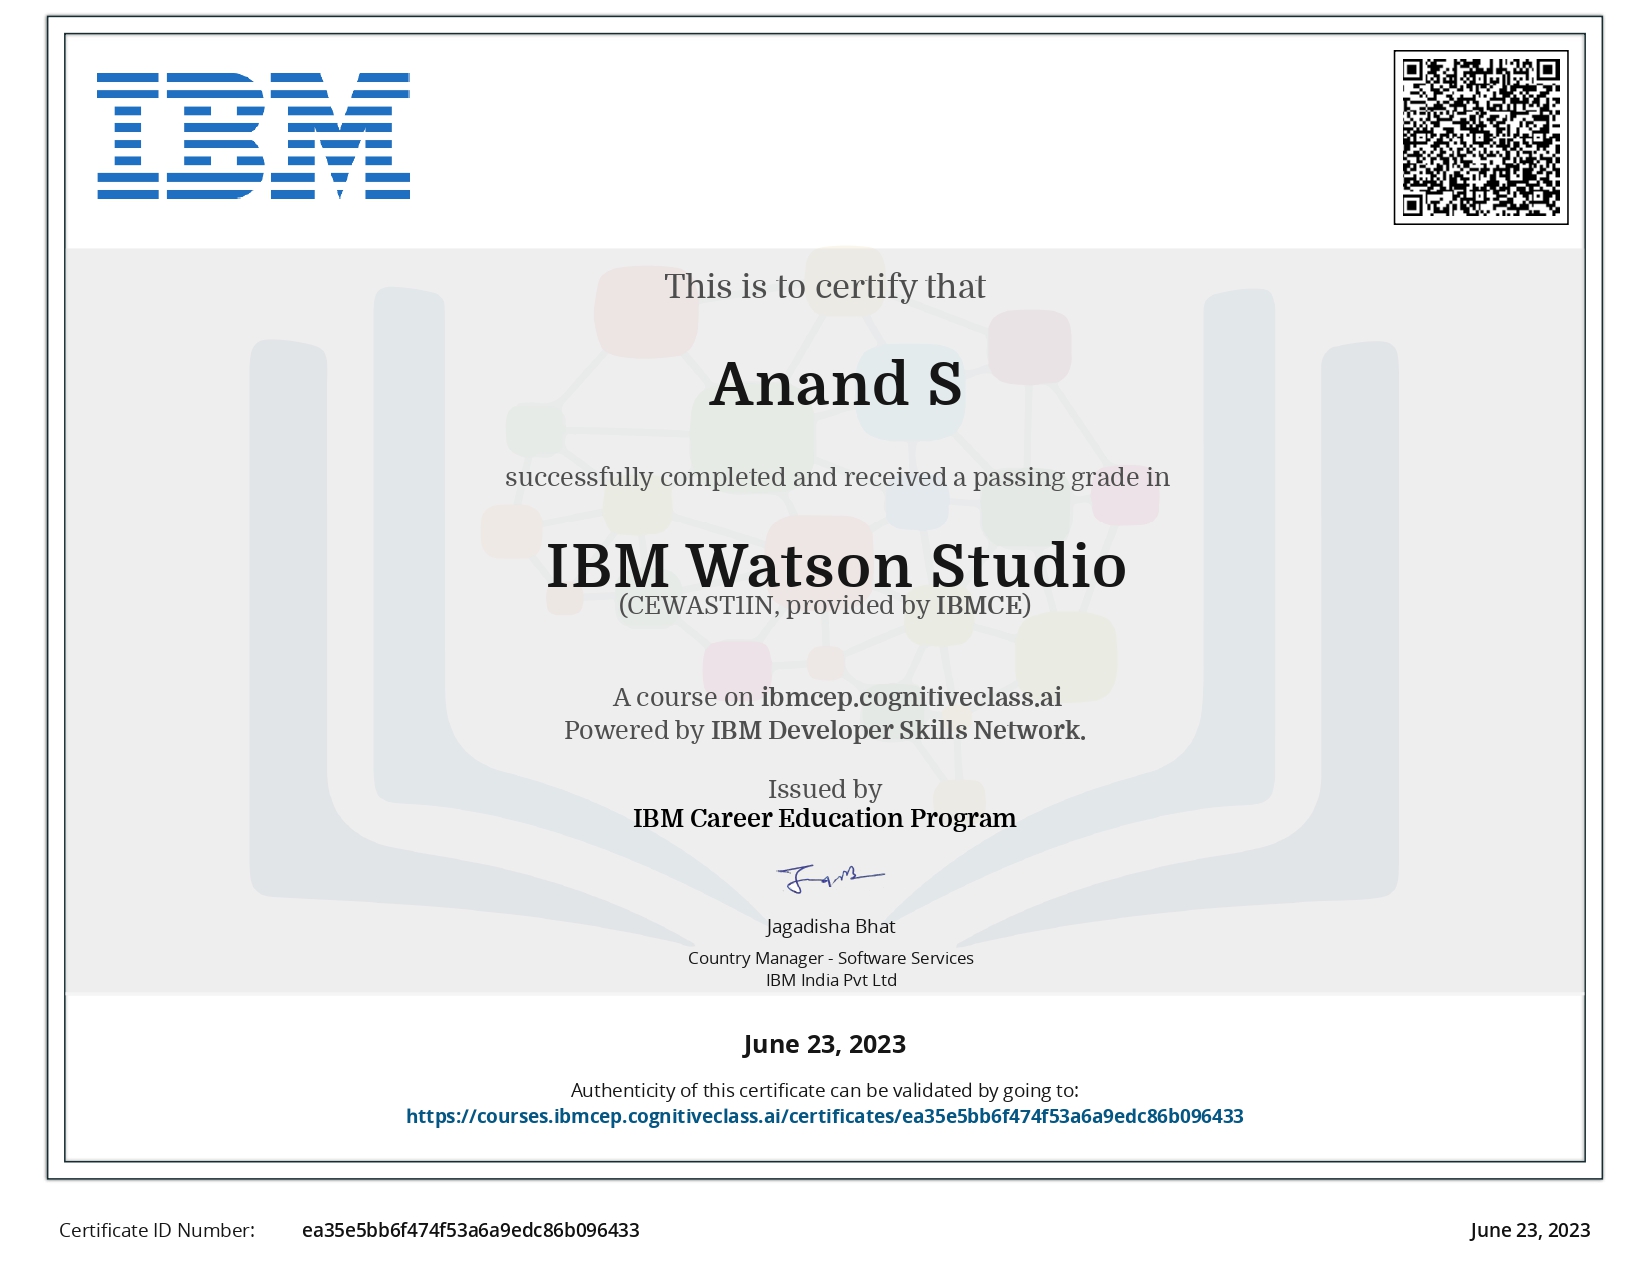 IBM
This is to certify that
Anand S
successfully completed and received a passing grade in
IBM Watson Studio
(CEWAST1IN, provided by IBMCE)
A course on ibmcep.cognitiveclass.ai
Powered by IBM Developer Skills Network.
Issued by
IBM Career Education Program
Jagadisha Bhat
Country Manager - Software Services
IBM India Pvt Ltd
June 23, 2023
Authenticity of this certificate can be validated by going to:
https://courses.ibmcep.cognitiveclass.ai/certificates/ea35e5bb6f474f53a6a9edc86b096433
Certificate ID Number: ea35e5bb6f474f53a6a9edc86b096433 June 23, 2023